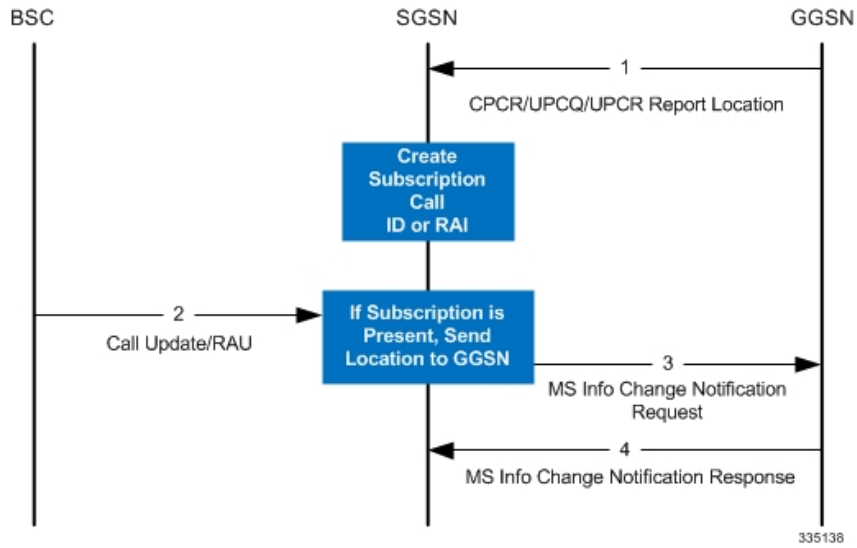 BSC SGSN GGSN
1
CPCR/UPCQ/UPCR Report Location
Create
Subscription
Call
ID or RAI
2
Call Update/RAU
If Subscription is
Present, Send
Location to GGSN
3
MS Info Change Notification
Request
4
MS Info Change Notification Response
335138